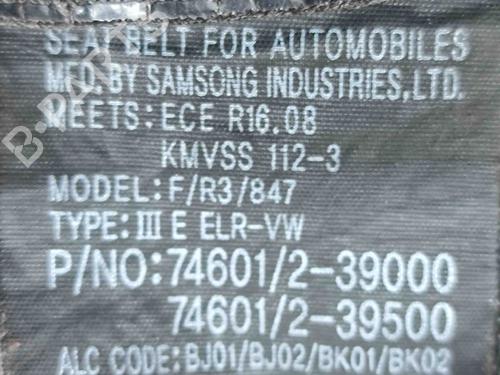 SEAT BELT FOR AUTOMOBILES
MFD.BY SAMSONG INDUSTRIES,LTD.
MEETS: ECE R16.08
KMVSS 112-3
MODEL: F/R3/847
TYPE: III E ELR-VW
P/NO: 74601/2-39000
74601/2-39500
ALC CODE: BJ01/BJ02/BK01/BK02
B-PARTS